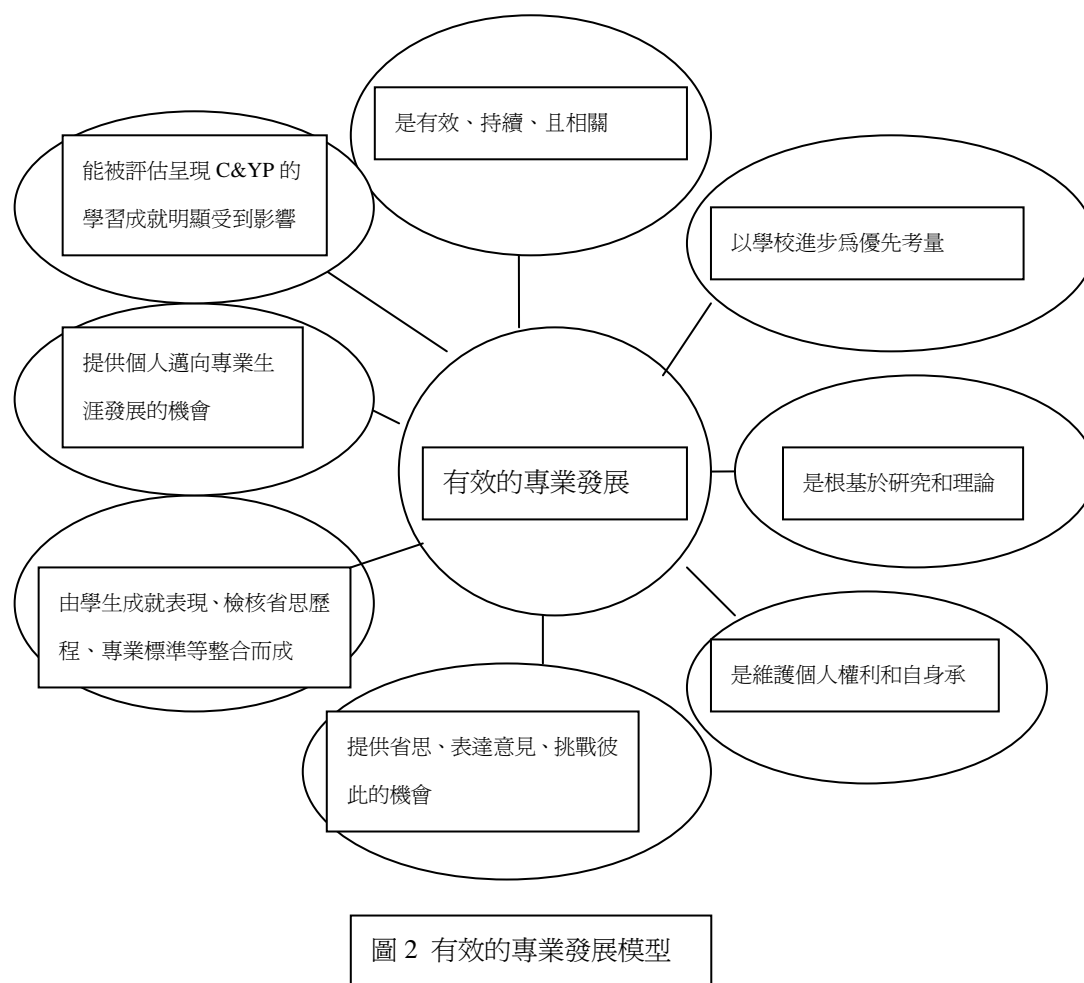 是有效、持續、且相關
能被評估呈現 C&YP 的
學習成就明顯受到影響
以學校進步爲優先考量
提供個人邁向專業生
涯發展的機會
有效的專業發展
是根基於研究和理論
由學生成就表現、檢核省思歷
程、專業標準等整合而成
是維護個人權利和自身承
提供省思、表達意見、挑戰彼
此的機會
圖 2 有效的專業發展模型